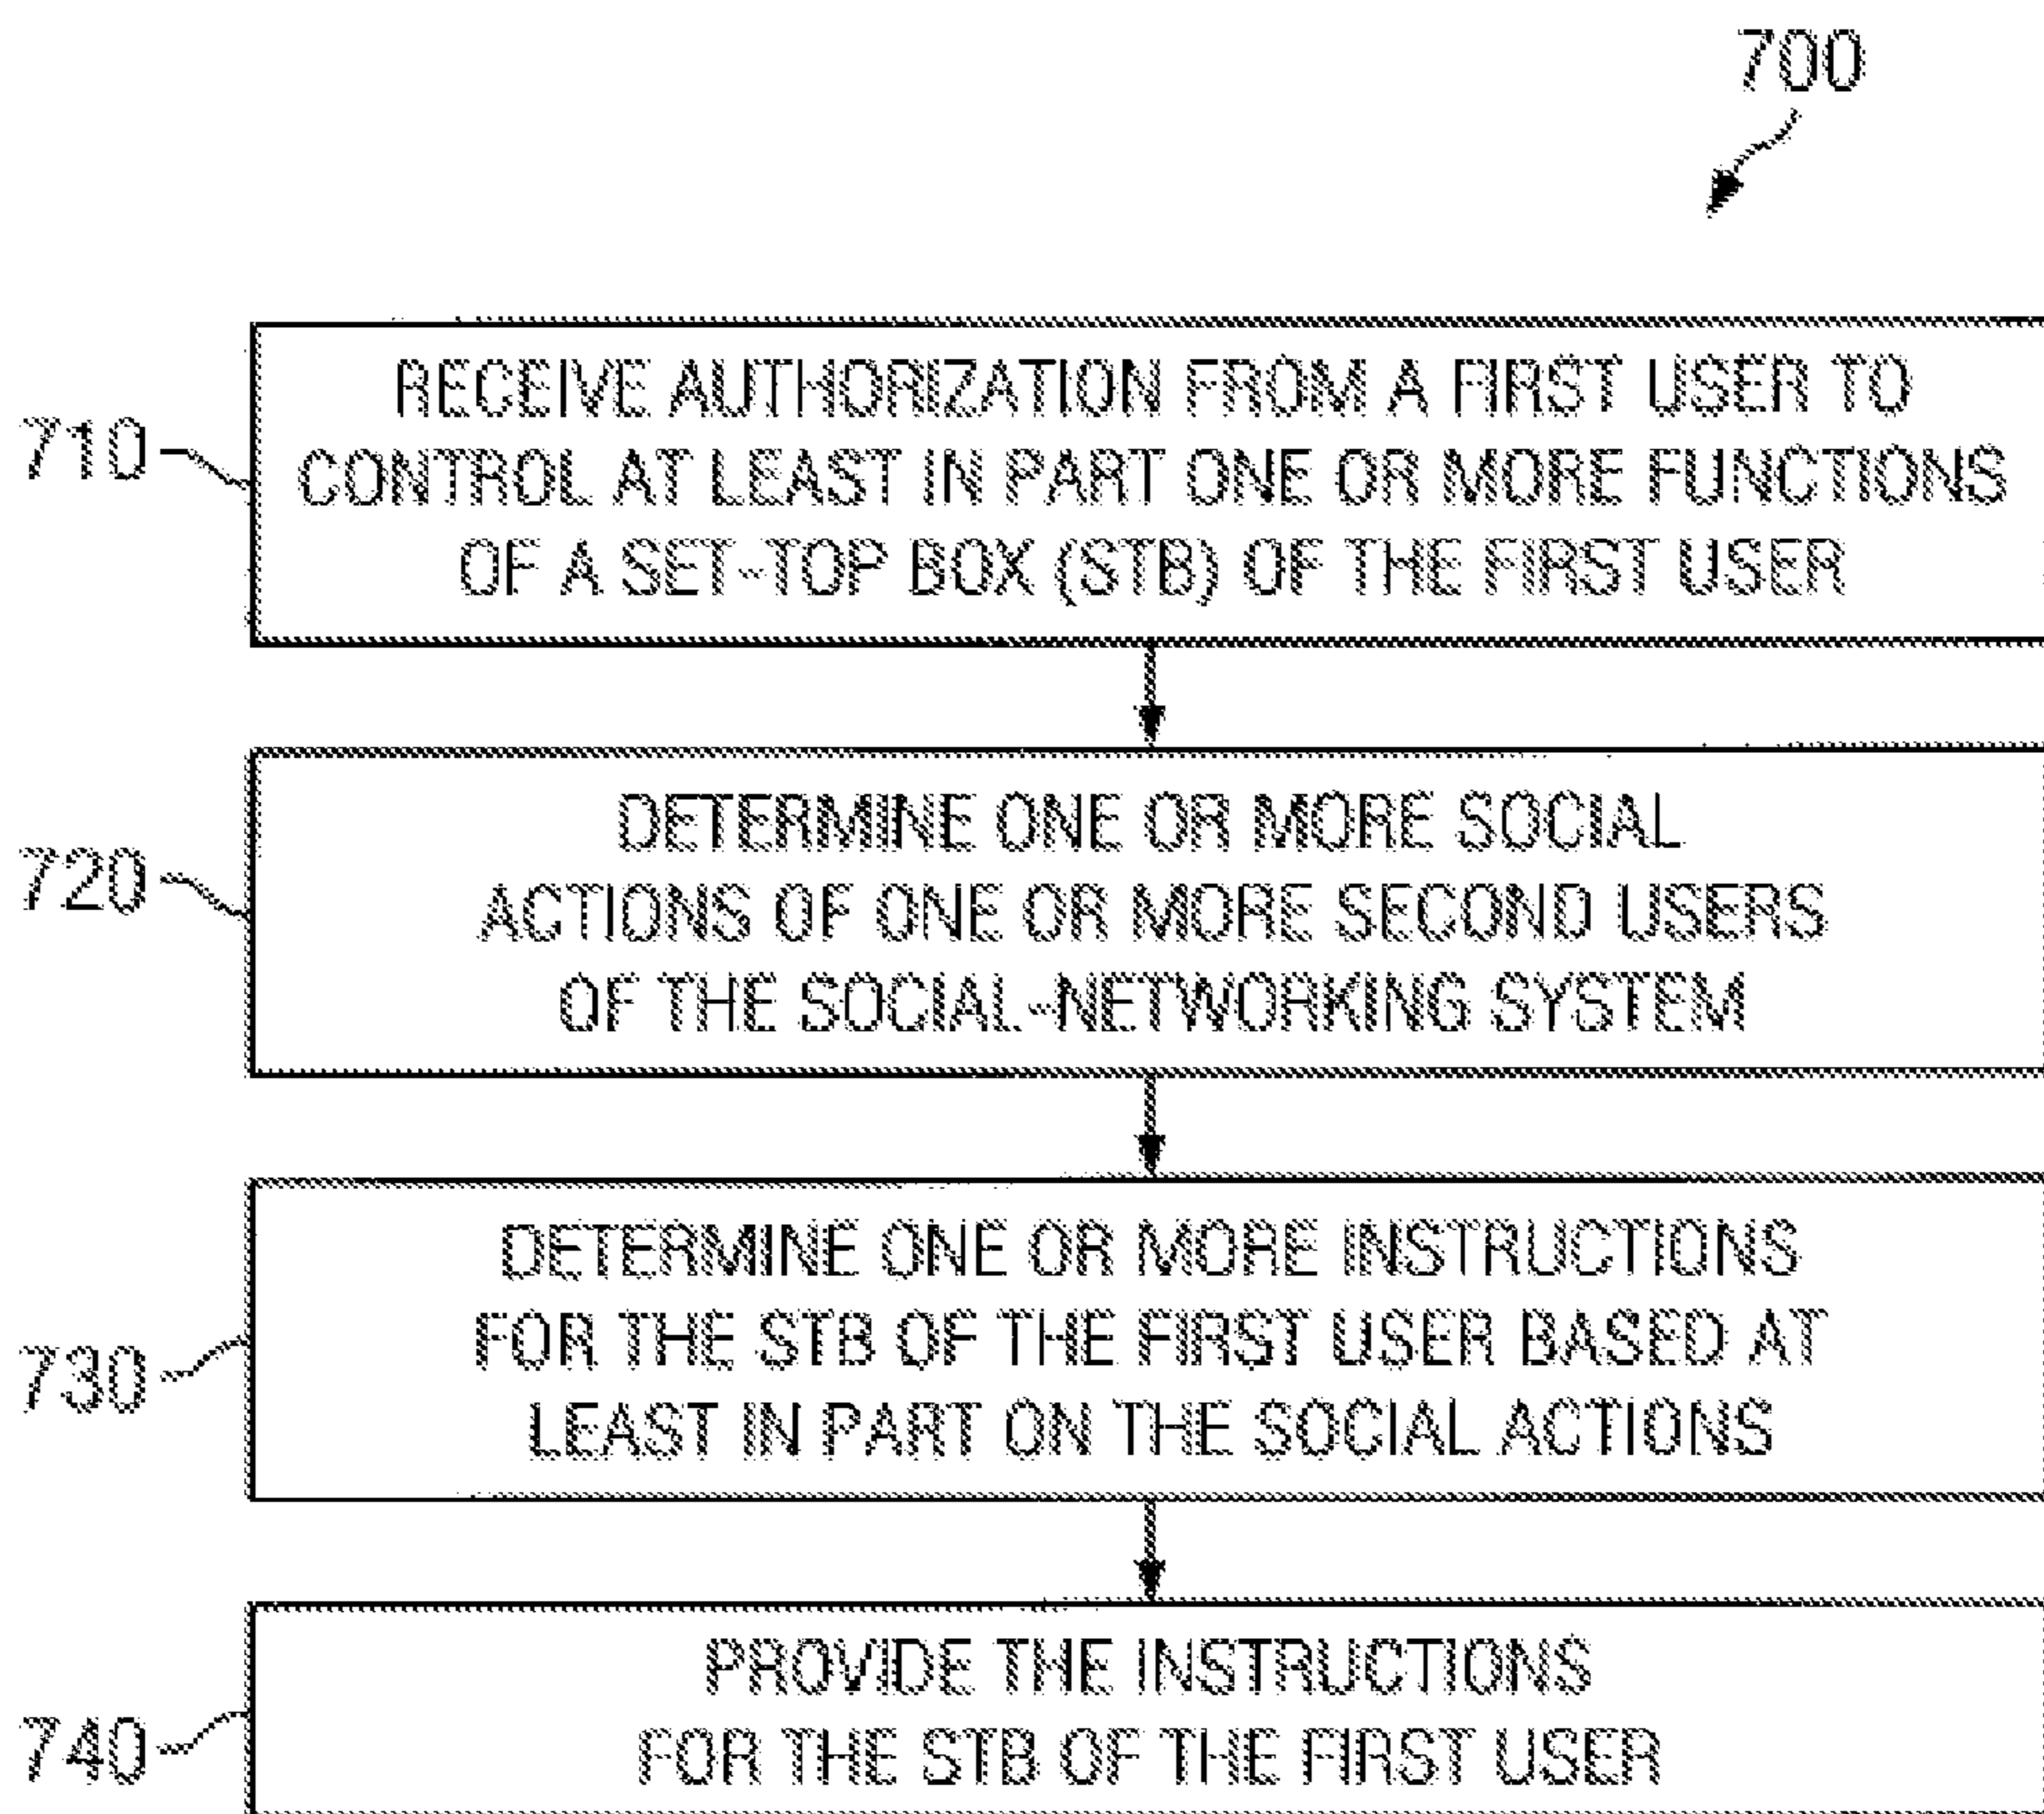 700
710
RECEIVE AUTHORIZATION FROM A FIRST USER TO
CONTROL AT LEAST IN PART ONE OR MORE FUNCTIONS
OF A SET-TOP BOX (STB) OF THE FIRST USER
720
DETERMINE ONE OR MORE SOCIAL
ACTIONS OF ONE OR MORE SECOND USERS
OF THE SOCIAL-NETWORKING SYSTEM
730
DETERMINE ONE OR MORE INSTRUCTIONS
FOR THE STB OF THE FIRST USER BASED AT
LEAST IN PART ON THE SOCIAL ACTIONS
740
PROVIDE THE INSTRUCTIONS
FOR THE STB OF THE FIRST USER